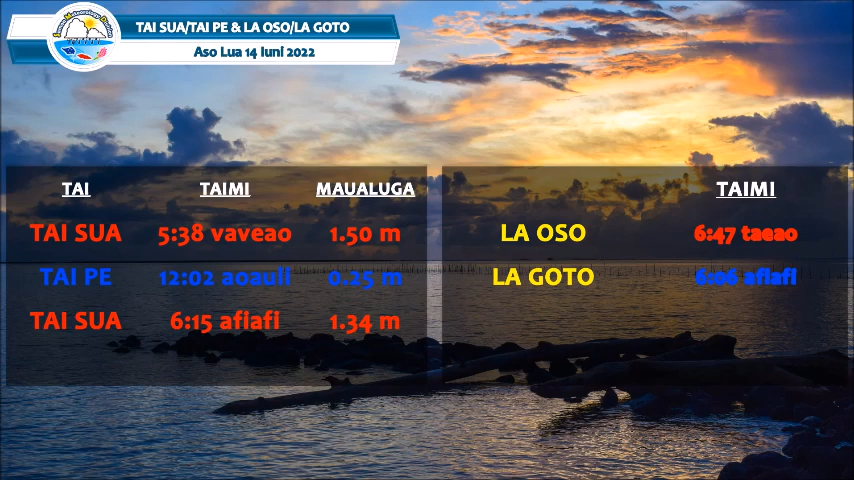 TAI SUA/TAI PE & LA OSO/LA GOTO
Aso Lua 14 Iuni 2022
TAI TAIMI MAUALUGA
TAI SUA 5:38 vaveao 1.50 m
TAI PE 12:02 aoauli 0.25 m
TAI SUA 6:15 afiafi 1.34 m
TAIMI
LA OSO 6:47 taeao
LA GOTO 6:06 afiafi